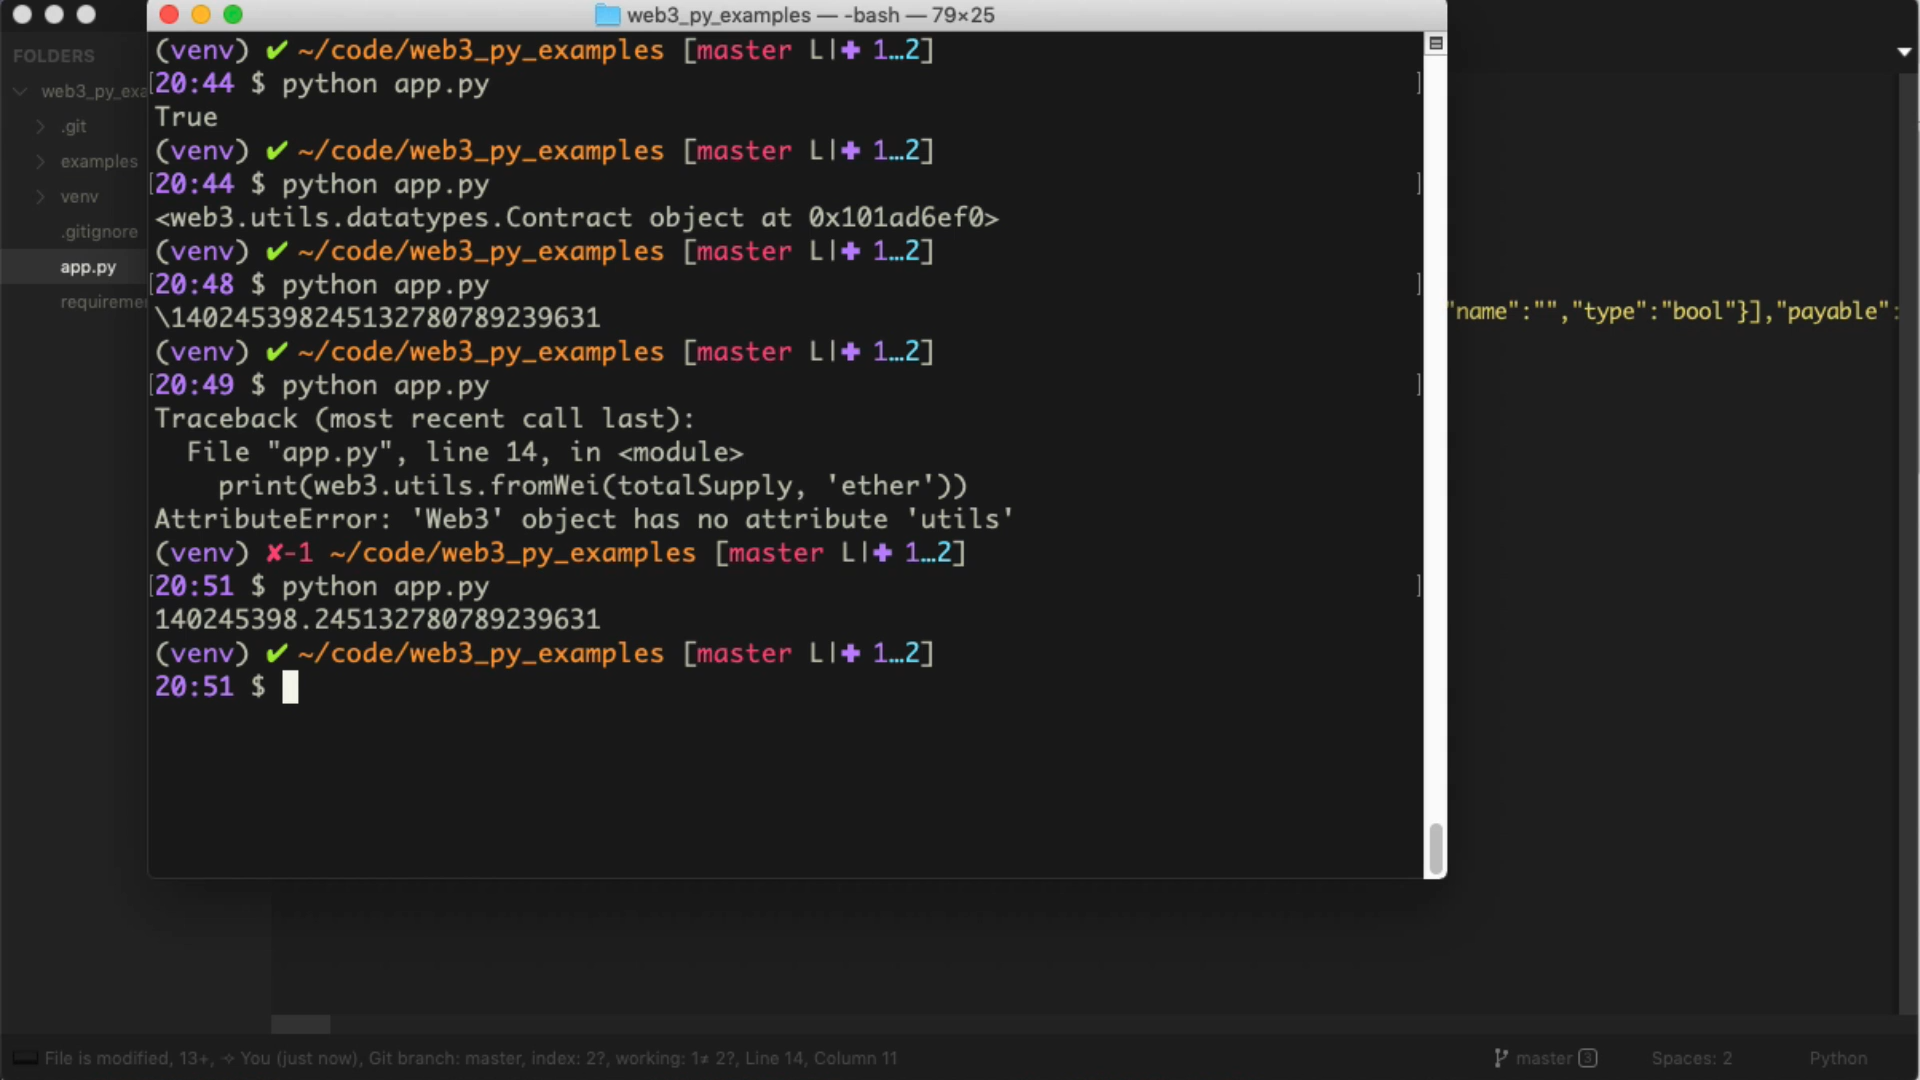 web3_py_examples — -bash — 79×25
FOLDERS
web3_py_exa
.git
examples
venv
.gitignore
app.py
requireme
(venv) ✔ ~/code/web3_py_examples [master L|✚ 1…2]
[20:44 $ python app.py ]
True
(venv) ✔ ~/code/web3_py_examples [master L|✚ 1…2]
[20:44 $ python app.py ]
<web3.utils.datatypes.Contract object at 0x101ad6ef0>
(venv) ✔ ~/code/web3_py_examples [master L|✚ 1…2]
[20:48 $ python app.py ]
\140245398245132780789239631
(venv) ✔ ~/code/web3_py_examples [master L|✚ 1…2]
[20:49 $ python app.py ]
Traceback (most recent call last):
File "app.py", line 14, in <module>
print(web3.utils.fromWei(totalSupply, 'ether'))
AttributeError: 'Web3' object has no attribute 'utils'
(venv) ✘-1 ~/code/web3_py_examples [master L|✚ 1…2]
[20:51 $ python app.py ]
140245398.245132780789239631
(venv) ✔ ~/code/web3_py_examples [master L|✚ 1…2]
20:51 $
"name":"","type":"bool"}],"payable":
File is modified, 13+, ✧ You (just now), Git branch: master, index: 2?, working: 1≠ 2?, Line 14, Column 11
master 3
Spaces: 2
Python